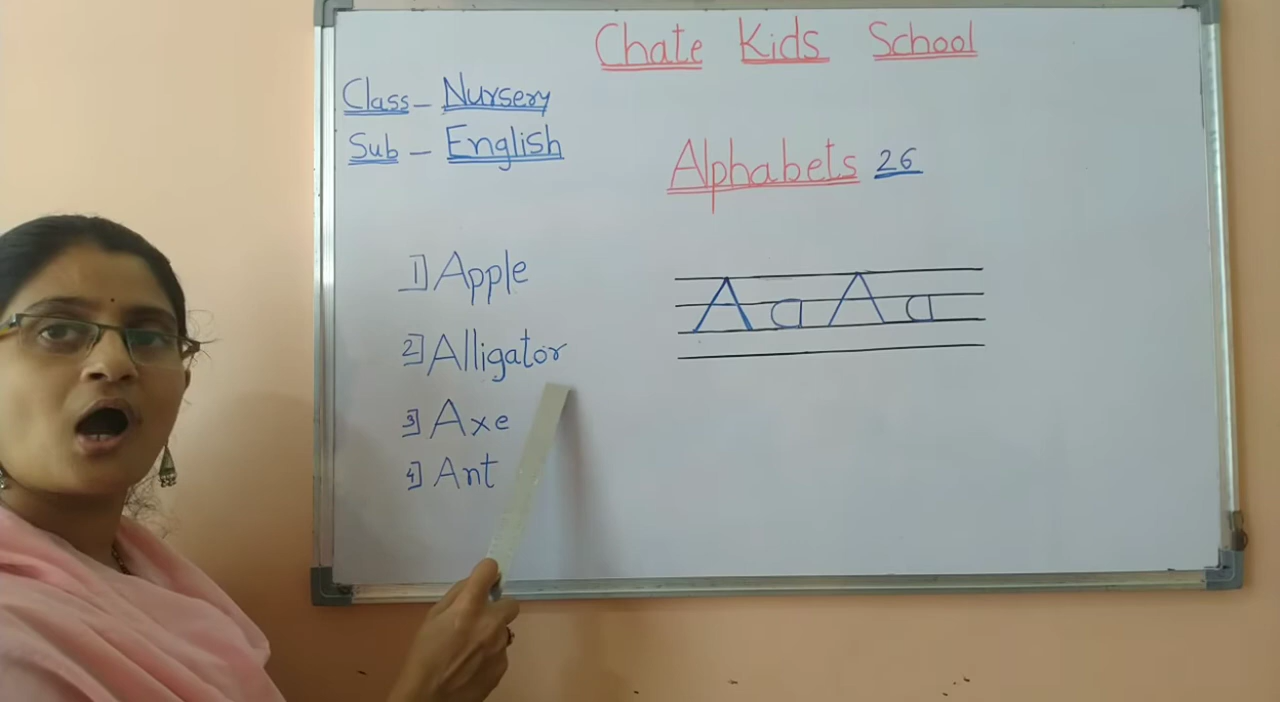 Chate Kids School
Class - Nursery
Sub - English
Alphabets 26
1] Apple
2] Alligator
3] Axe
4] Ant
A a A a